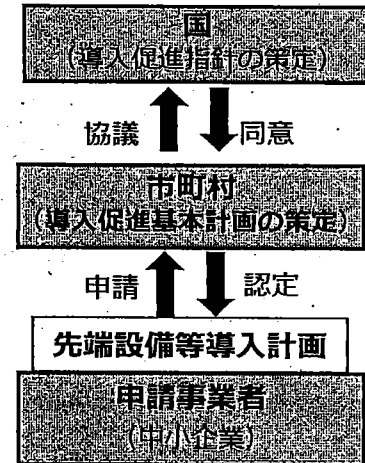 国
(導入促進指針の策定)
協議 同意
市町村
(導入促進基本計画の策定)
申請 認定
先端設備等導入計画
申請事業者
(中小企業)